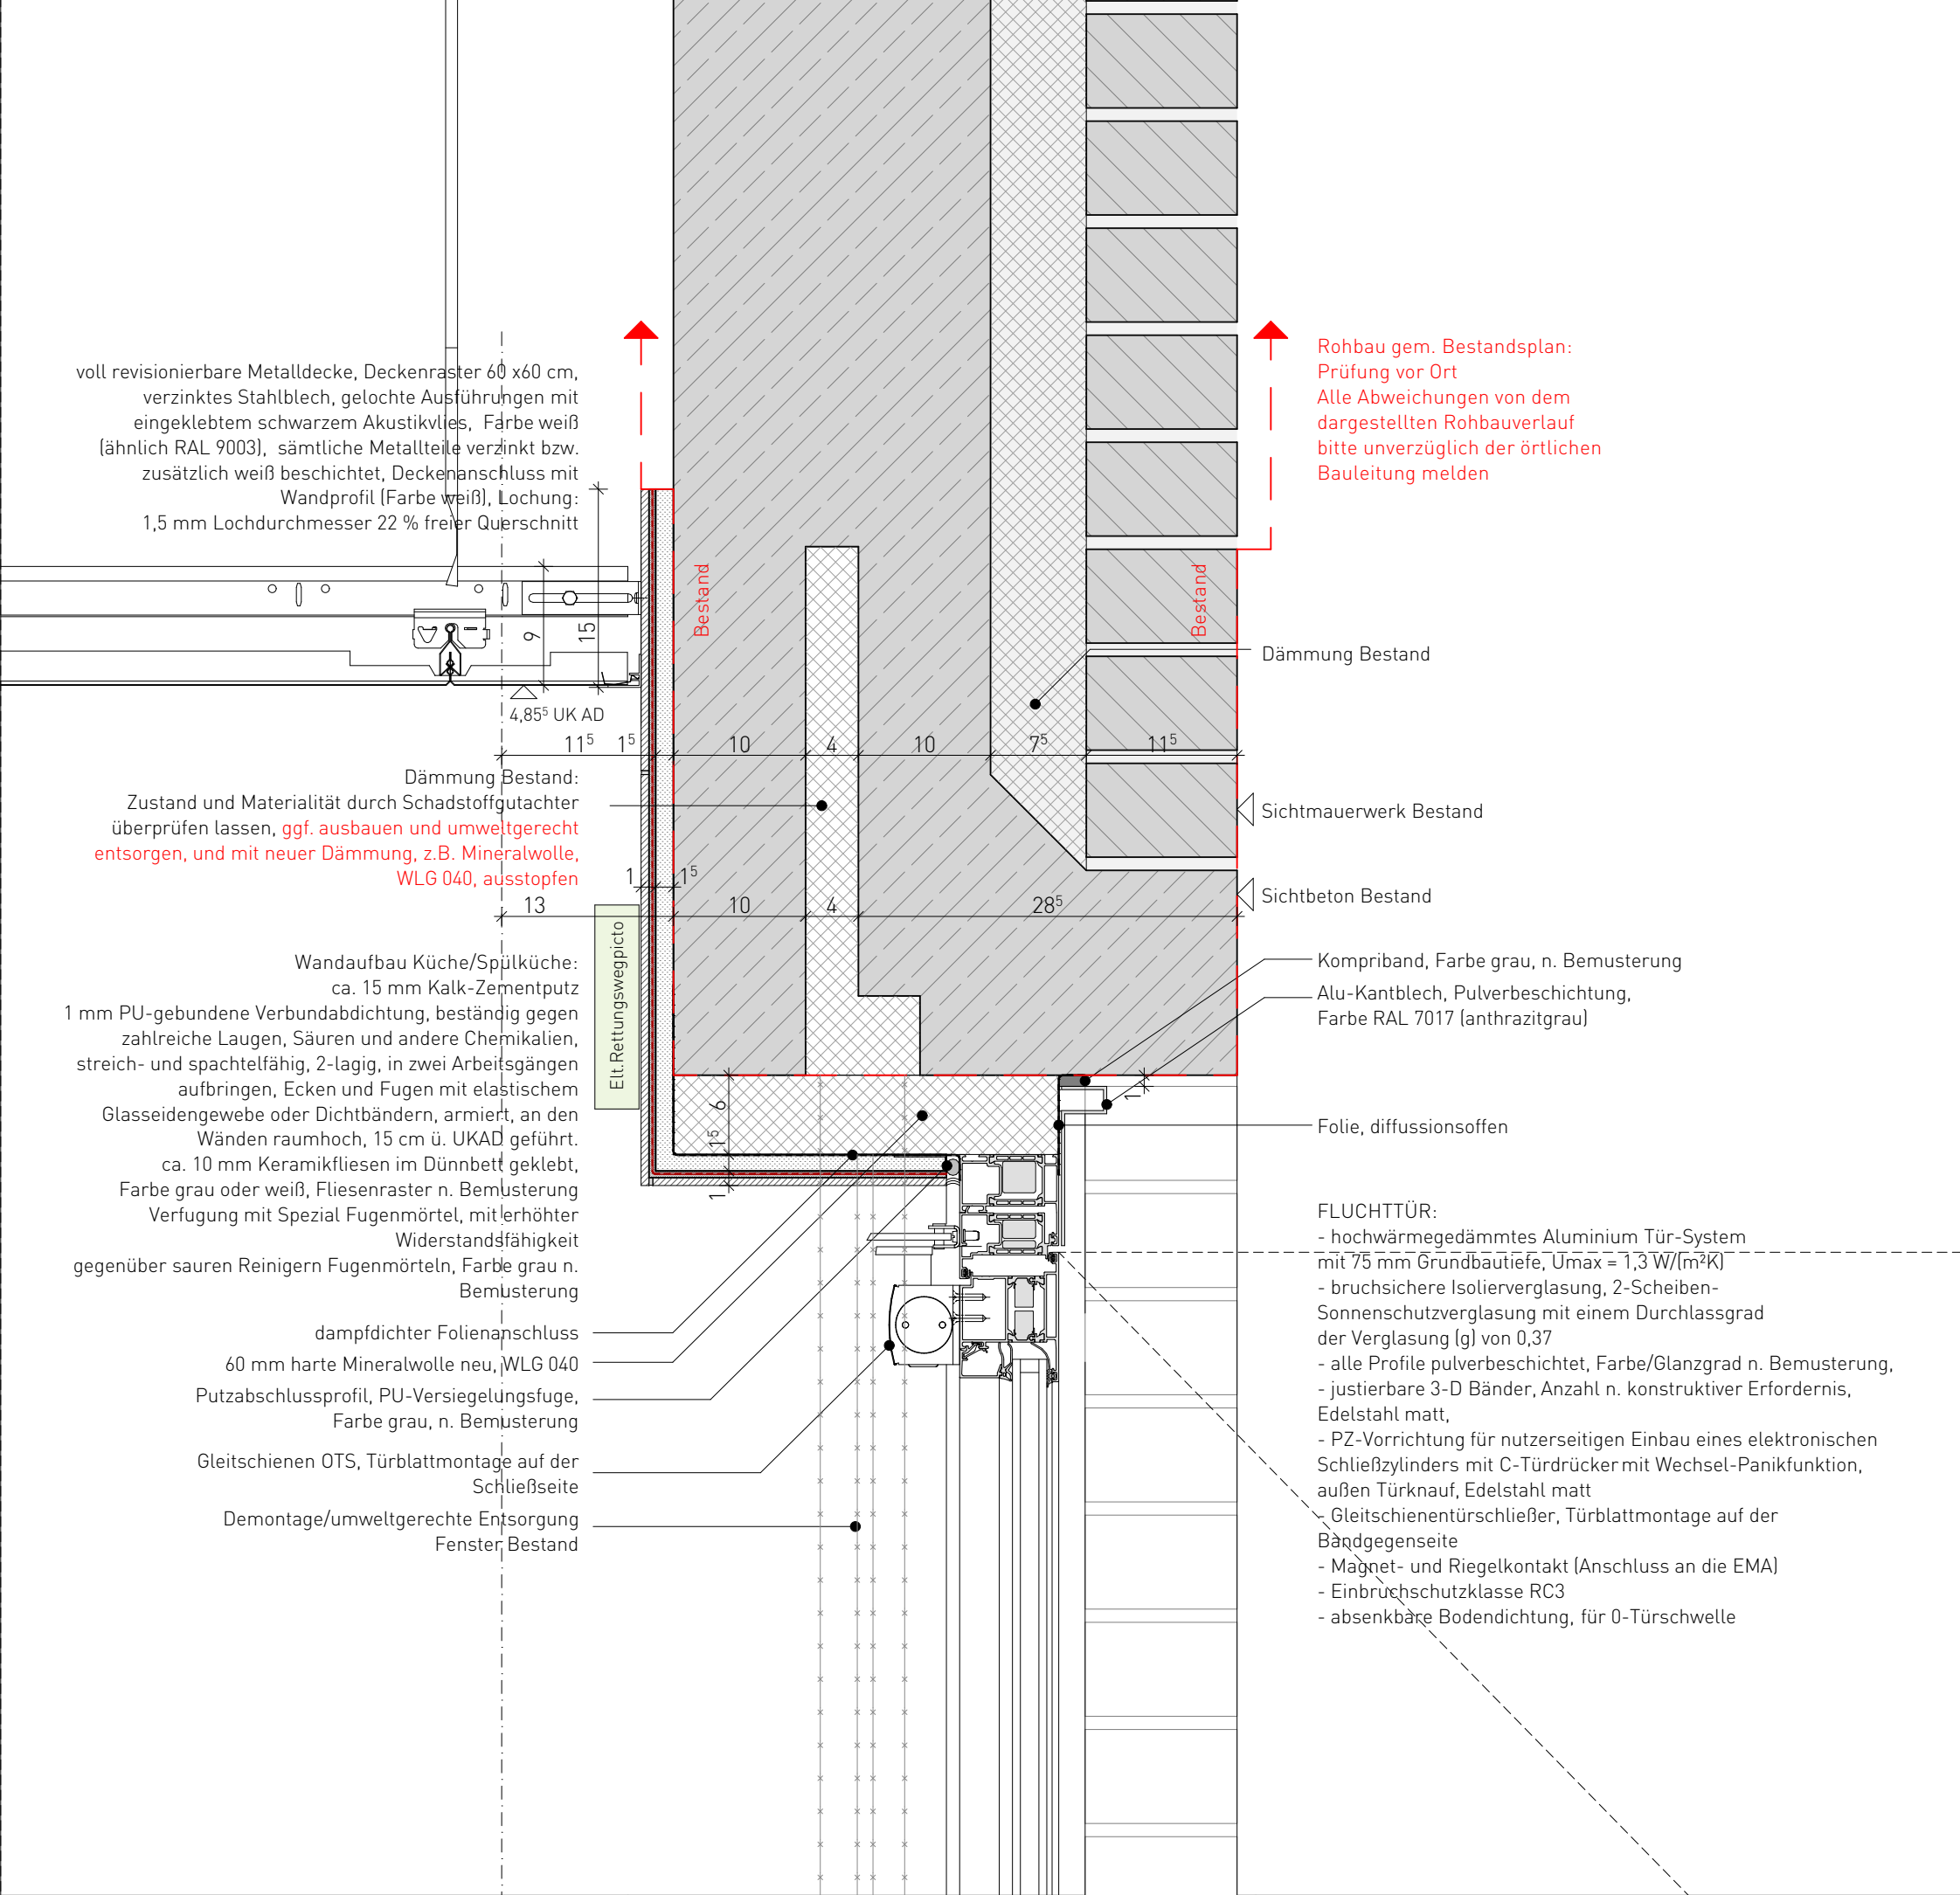 voll revisionierbare Metalldecke, Deckenraster 60 x60 cm,
verzinktes Stahlblech, gelochte Ausführungen mit
eingeklebtem schwarzem Akustikvlies, Farbe weiß
(ähnlich RAL 9003), sämtliche Metallteile verzinkt bzw.
zusätzlich weiß beschichtet, Deckenanschluss mit
Wandprofil (Farbe weiß), Lochung:
1,5 mm Lochdurchmesser 22 % freier Querschnitt
Rohbau gem. Bestandsplan:
Prüfung vor Ort
Alle Abweichungen von dem
dargestellten Rohbauverlauf
bitte unverzüglich der örtlichen
Bauleitung melden
9
15
Bestand
Bestand
Dämmung Bestand
4,85⁵ UK AD
11⁵ 1⁵ 10 4 10 7⁵ 11⁵
Dämmung Bestand:
Zustand und Materialität durch Schadstoffgutachter
überprüfen lassen, ggf. ausbauen und umweltgerecht
entsorgen, und mit neuer Dämmung, z.B. Mineralwolle,
WLG 040, ausstopfen
Sichtmauerwerk Bestand
1 1⁵
Sichtbeton Bestand
13 10 4 28⁵
Elt.Rettungswegpicto
Wandaufbau Küche/Spülküche:
ca. 15 mm Kalk-Zementputz
1 mm PU-gebundene Verbundabdichtung, beständig gegen
zahlreiche Laugen, Säuren und andere Chemikalien,
streich- und spachtelfähig, 2-lagig, in zwei Arbeitsgängen
aufbringen, Ecken und Fugen mit elastischem
Glasseidengewebe oder Dichtbändern, armiert, an den
Wänden raumhoch, 15 cm ü. UKAD geführt.
ca. 10 mm Keramikfliesen im Dünnbett geklebt,
Farbe grau oder weiß, Fliesenraster n. Bemusterung
Verfugung mit Spezial Fugenmörtel, mit erhöhter
Widerstandsfähigkeit
gegenüber sauren Reinigern Fugenmörteln, Farbe grau n.
Bemusterung
6
1⁵
1
1
Kompriband, Farbe grau, n. Bemusterung
Alu-Kantblech, Pulverbeschichtung,
Farbe RAL 7017 (anthrazitgrau)
Folie, diffussionsoffen
dampfdichter Folienanschluss
60 mm harte Mineralwolle neu, WLG 040
Putzabschlussprofil, PU-Versiegelungsfuge,
Farbe grau, n. Bemusterung
Gleitschienen OTS, Türblattmontage auf der
Schließseite
Demontage/umweltgerechte Entsorgung
Fenster Bestand
FLUCHTTÜR:
- hochwärmegedämmtes Aluminium Tür-System
mit 75 mm Grundbautiefe, Umax = 1,3 W/(m²K)
- bruchsichere Isolierverglasung, 2-Scheiben-
Sonnenschutzverglasung mit einem Durchlassgrad
der Verglasung (g) von 0,37
- alle Profile pulverbeschichtet, Farbe/Glanzgrad n. Bemusterung,
- justierbare 3-D Bänder, Anzahl n. konstruktiver Erfordernis,
Edelstahl matt,
- PZ-Vorrichtung für nutzerseitigen Einbau eines elektronischen
Schließzylinders mit C-Türdrücker mit Wechsel-Panikfunktion,
außen Türknauf, Edelstahl matt
- Gleitschienentürschließer, Türblattmontage auf der
Bandgegenseite
- Magnet- und Riegelkontakt (Anschluss an die EMA)
- Einbruchschutzklasse RC3
- absenkbare Bodendichtung, für 0-Türschwelle